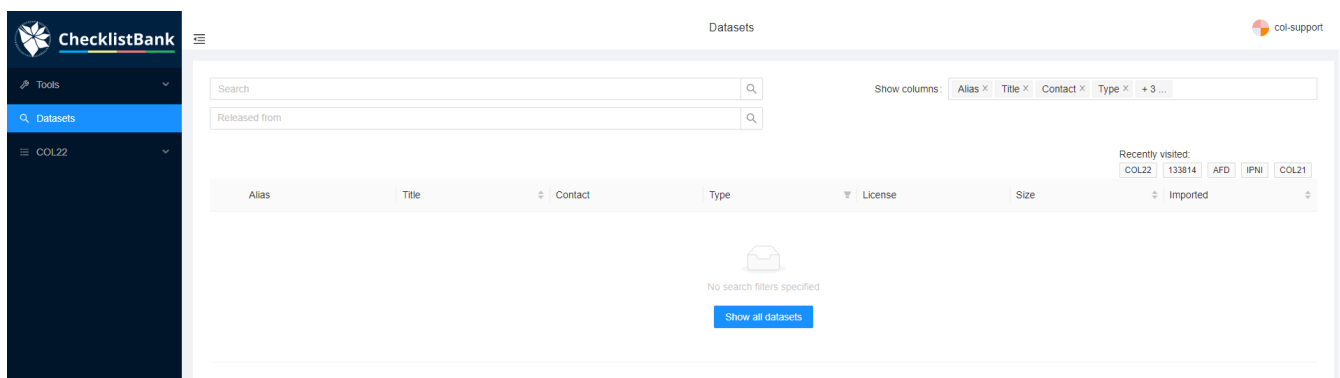 ChecklistBank
Datasets
col-support
Tools
Datasets
COL22
Search
Released from
Show columns: Alias × Title × Contact × Type × + 3 ...
Recently visited:
COL22 133814 AFD IPNI COL21
Alias Title Contact Type License Size Imported
No search filters specified
Show all datasets